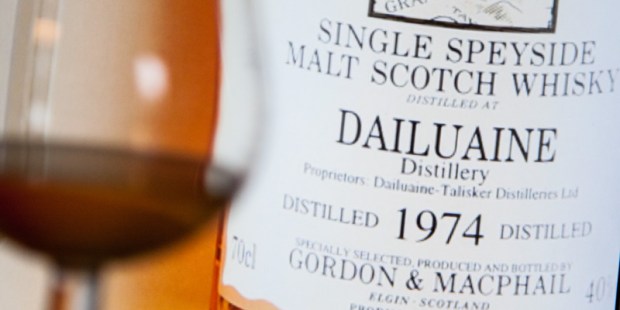 SINGLE SPEYSIDE
MALT SCOTCH WHISKY
DISTILLED AT
DAILUAINE
Distillery
Proprietors: Dailuaine-Talisker Distilleries Ltd
DISTILLED 1974 DISTILLED
70cl
SPECIALLY SELECTED, PRODUCED AND BOTTLED BY
GORDON & MACPHAIL
40%
ELGIN - SCOTLAND